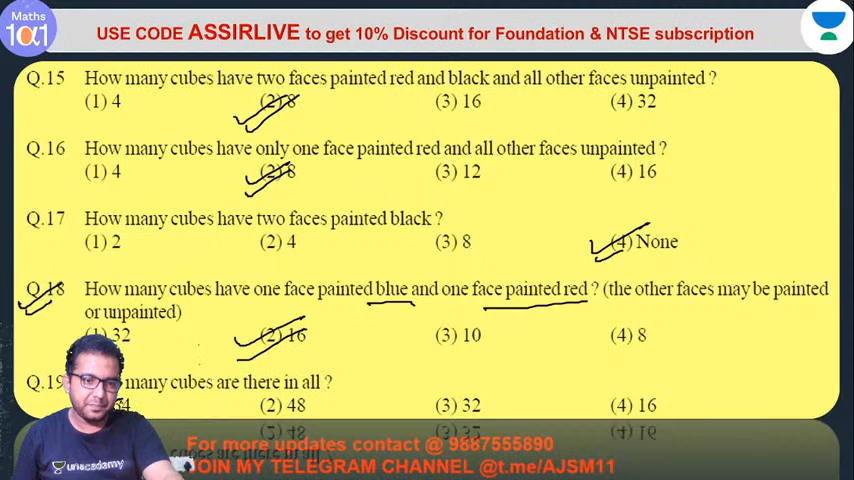 Maths
1α1
USE CODE ASSIRLIVE to get 10% Discount for Foundation & NTSE subscription
Q.15 How many cubes have two faces painted red and black and all other faces unpainted ?
(1) 4 (2) 8 (3) 16 (4) 32
Q.16 How many cubes have only one face painted red and all other faces unpainted ?
(1) 4 (2) 8 (3) 12 (4) 16
Q.17 How many cubes have two faces painted black ?
(1) 2 (2) 4 (3) 8 (4) None
Q.18 How many cubes have one face painted blue and one face painted red ? (the other faces may be painted
or unpainted)
(1) 32 (2) 16 (3) 10 (4) 8
Q.19 many cubes are there in all ?
64 (2) 48 (3) 32 (4) 16
For more updates contact @ 9887555890
JOIN MY TELEGRAM CHANNEL @t.me/AJSM11
unacademy